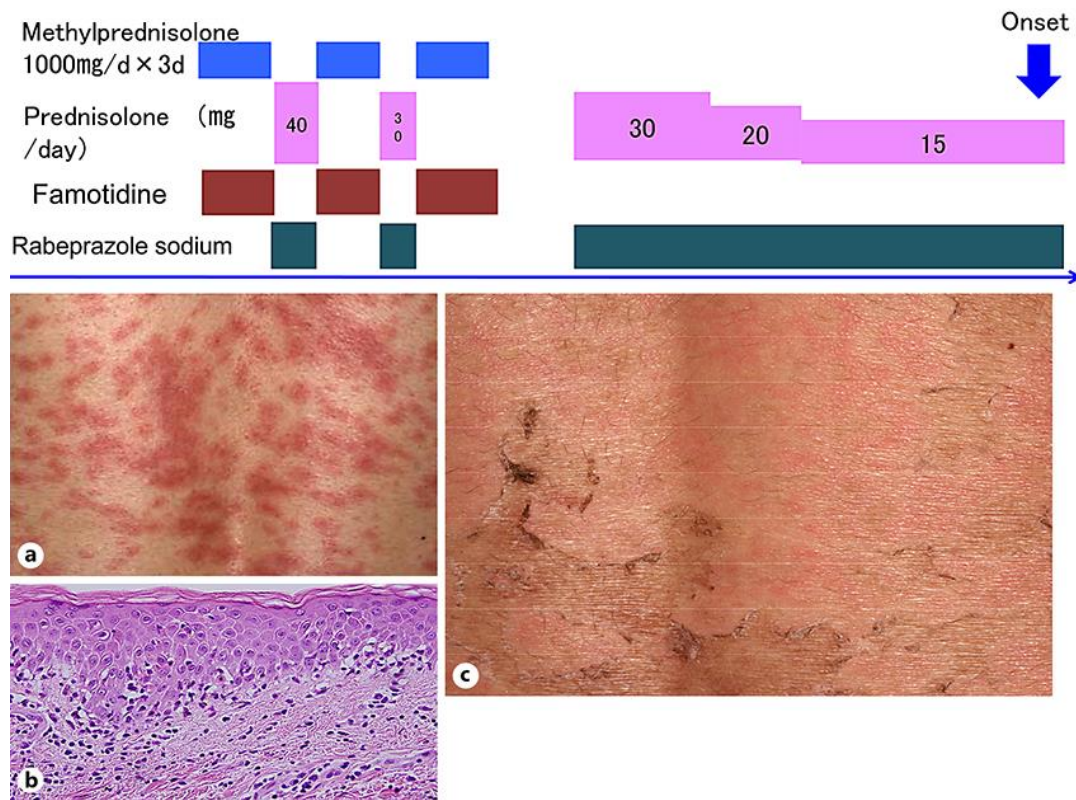 Onset
Methylprednisolone
1000mg/d × 3d
Prednisolone (mg
/day)
40
3
0
30
20
15
Famotidine
Rabeprazole sodium
a
b
c